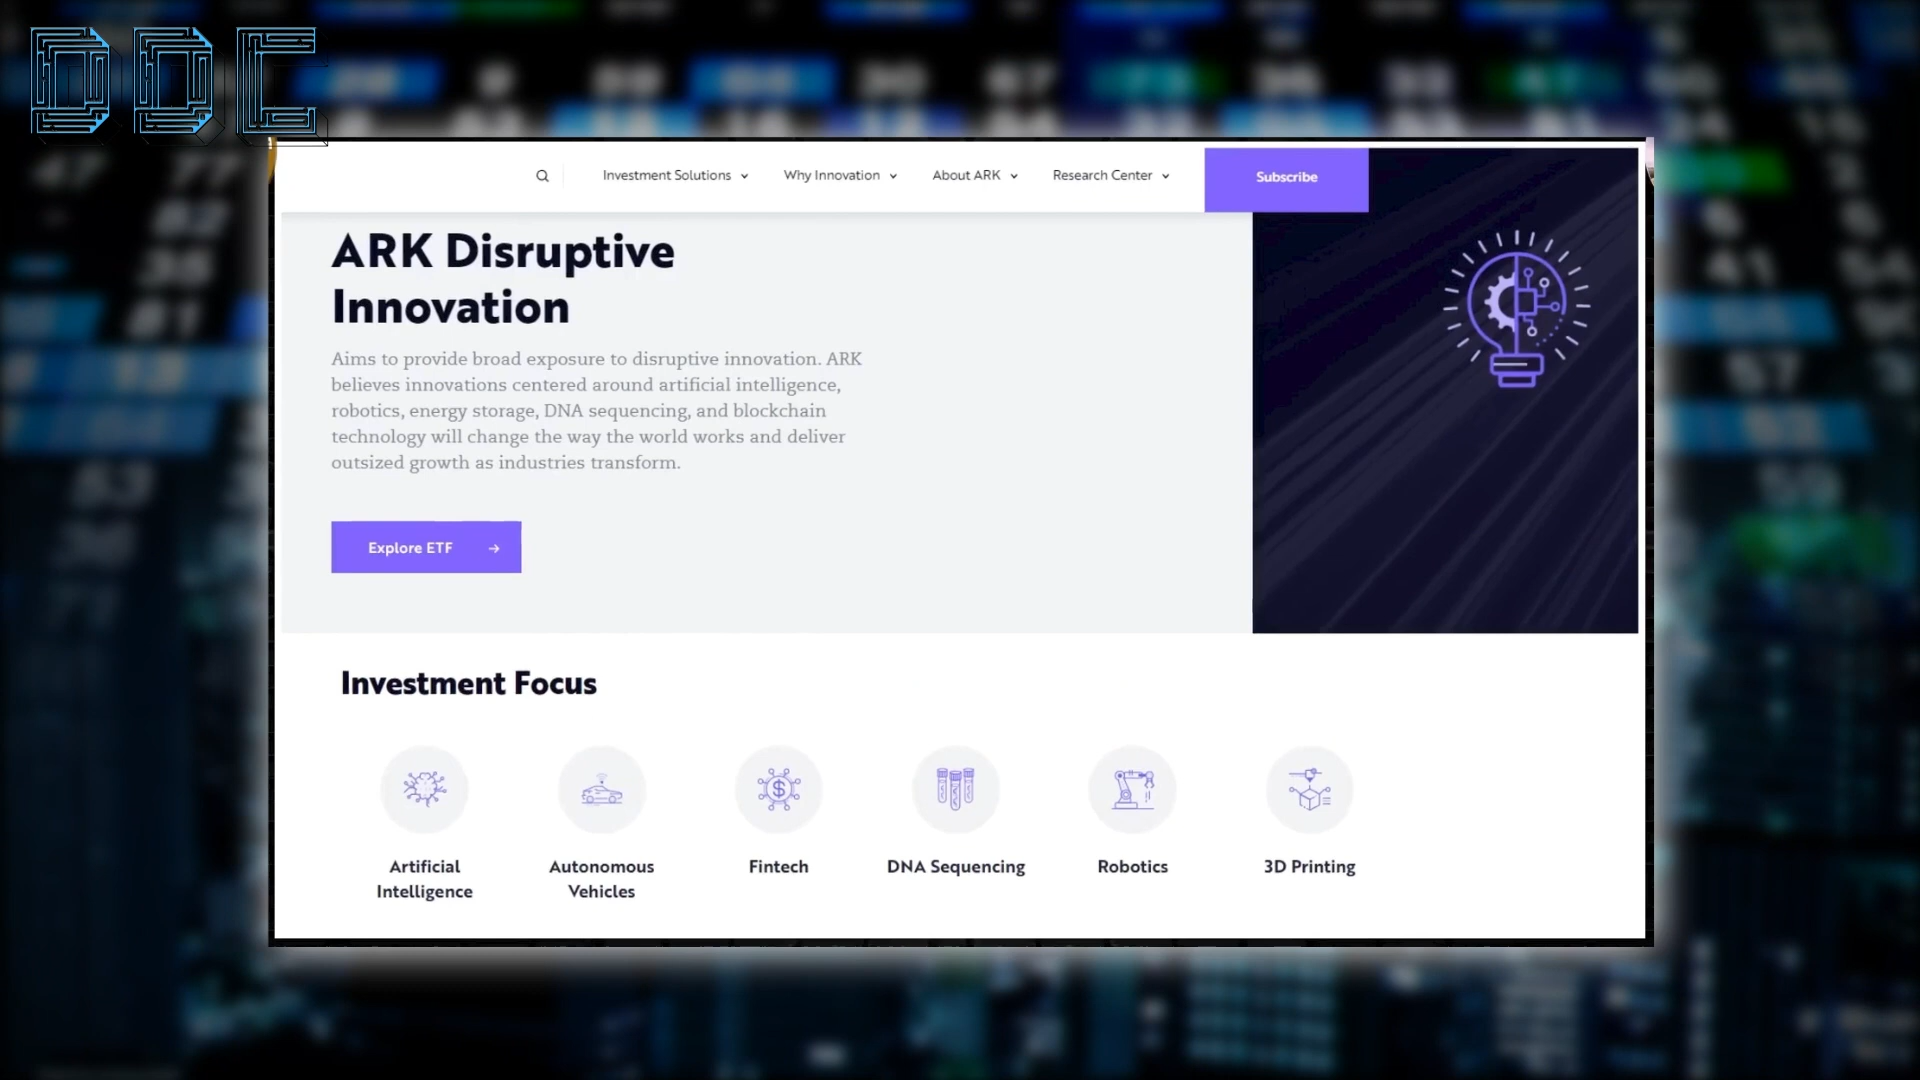 DDC
Investment Solutions
Why Innovation
About ARK
Research Center
Subscribe
ARK Disruptive
Innovation
Aims to provide broad exposure to disruptive innovation. ARK
believes innovations centered around artificial intelligence,
robotics, energy storage, DNA sequencing, and blockchain
technology will change the way the world works and deliver
outsized growth as industries transform.
Explore ETF
Investment Focus
Artificial
Intelligence
Autonomous
Vehicles
Fintech
DNA Sequencing
Robotics
3D Printing